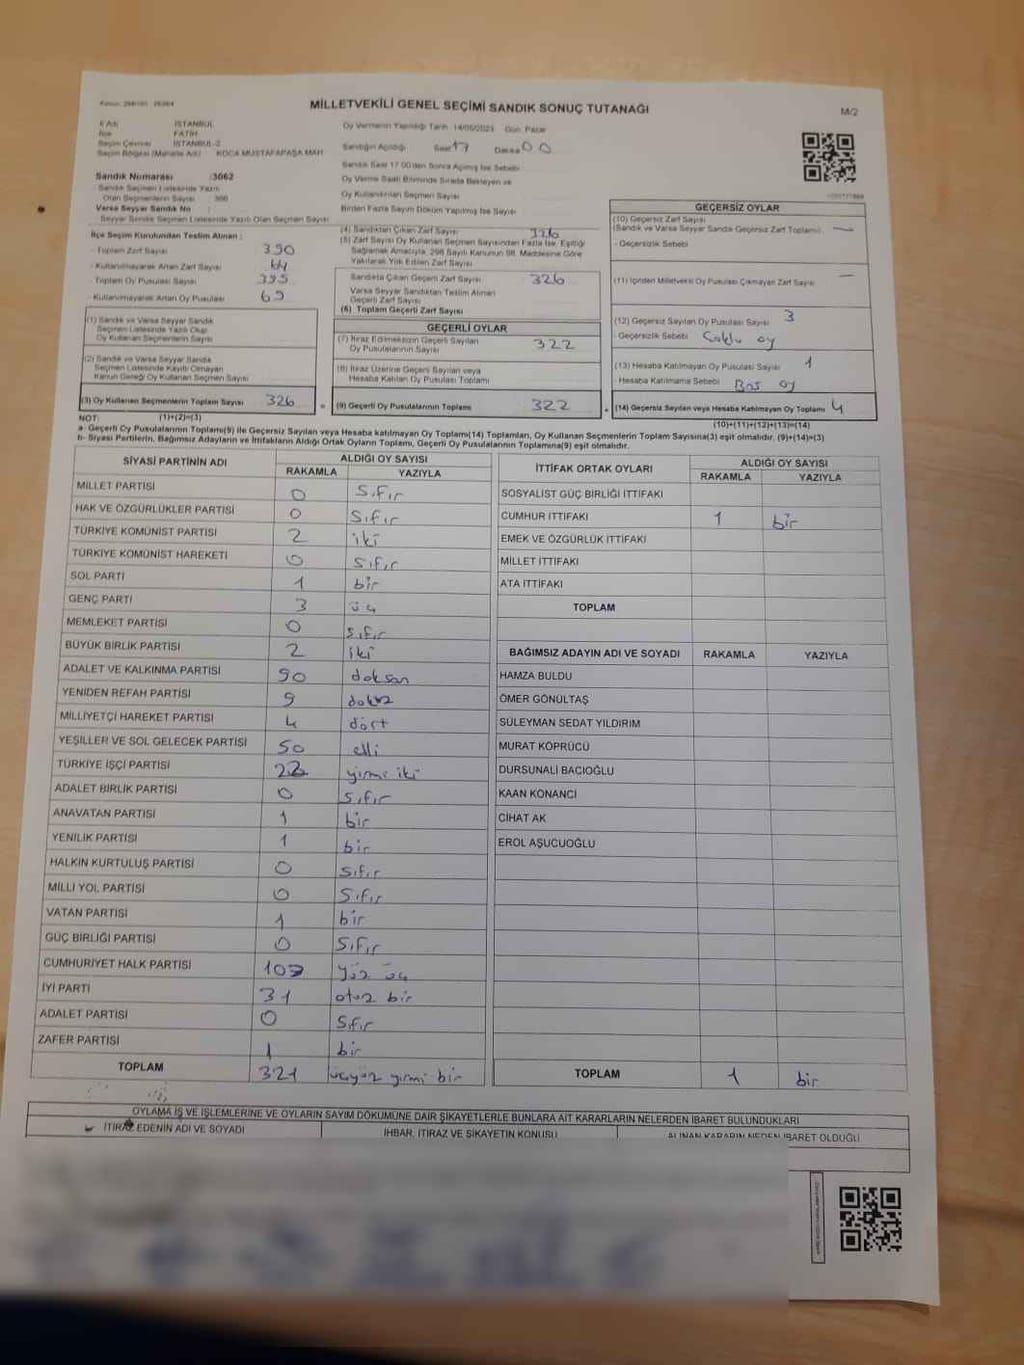 MİLLETVEKİLİ GENEL SEÇİMİ SANDIK SONUÇ TUTANAĞI
M/2
İl Adı İSTANBUL
İlçe FATİH
Seçim Çevresi İSTANBUL-2
Seçim Bölgesi (Mahalle Adı) KOCA MUSTAFAPAŞA MAH
Sandık Numarası :3062
Sandık Seçmen Listesinde Yazılı
Olan Seçmenlerin Sayısı
Varsa Seyyar Sandık No
Seyyar Sandık Seçmen Listesinde Yazılı Olan Seçmen Sayısı
Oy Vermenin Yapıldığı Tarih 14/05/2023 Gün: Pazar
Sandığın Açıldığı Saat 17 Dakika 00
Sandık Saat 17:00'den Sonra Açılmış İse Sebebi
Oy Verme Saati Bitiminde Sırada Bekleyen ve
Oy Kullandırılan Seçmen Sayısı
Birden Fazla Sayım Döküm Yapılmış İse Sayısı
İlçe Seçim Kurulundan Teslim Alınan :
- Toplam Zarf Sayısı 390
- Kullanılmayarak Artan Zarf Sayısı 64
- Toplam Oy Pusulası Sayısı 395
- Kullanılmayarak Artan Oy Pusulası 69
(1) Sandık ve Varsa Seyyar Sandık
Seçmen Listesinde Yazılı Olup
Oy Kullanan Seçmenlerin Sayısı
(2) Sandık ve Varsa Seyyar Sandık
Seçmen Listesinde Kayıtlı Olmayan
Kanun Gereği Oy Kullanan Seçmen Sayısı
(3) Oy Kullanan Seçmenlerin Toplam Sayısı 326
(4) Sandıktan Çıkan Zarf Sayısı 326
(5) Zarf Sayısı Oy Kullanan Seçmen Sayısından Fazla İse, Eşitliği
Sağlamak Amacıyla, 298 Sayılı Kanunun 98. Maddesine Göre
Yakılarak Yok Edilen Zarf Sayısı
Sandıkta Çıkan Geçerli Zarf Sayısı 326
Varsa Seyyar Sandıktan Teslim Alınan
Geçerli Zarf Sayısı
(6) Toplam Geçerli Zarf Sayısı
GEÇERLİ OYLAR
(7) İtiraz Edilmeksizin Geçerli Sayılan
Oy Pusulalarının Sayısı 322
(8) İtiraz Üzerine Geçerli Sayılan veya
Hesaba Katılan Oy Pusulası Toplamı
= (9) Geçerli Oy Pusulalarının Toplamı 322
GEÇERSİZ OYLAR
(10) Geçersiz Zarf Sayısı
(Sandık ve Varsa Seyyar Sandık Geçersiz Zarf Toplamı) —
- Geçersizlik Sebebi
(11) İçinden Milletvekili Oy Pusulası Çıkmayan Zarf Sayısı —
(12) Geçersiz Sayılan Oy Pusulası Sayısı 3
Geçersizlik Sebebi Çoklu oy
(13) Hesaba Katılmayan Oy Pusulası Sayısı 1
Hesaba Katılmama Sebebi Boş oy
(14) Geçersiz Sayılan veya Hesaba Katılmayan Oy Toplamı 4
NOT: (1)+(2)=(3) (10)+(11)+(12)+(13)=(14)
a- Geçerli Oy Pusulalarının Toplamı(9) ile Geçersiz Sayılan veya Hesaba katılmayan Oy Toplamı(14) Toplamları, Oy Kullanan Seçmenlerin Toplam Sayısına(3) eşit olmalıdır. (9)+(14)=(3)
b- Siyasi Partilerin, Bağımsız Adayların ve İttifakların Aldığı Ortak Oyların Toplamı, Geçerli Oy Pusulalarının Toplamına(9) eşit olmalıdır.
SİYASİ PARTİNİN ADI ALDIĞI OY SAYISI
RAKAMLA YAZIYLA
MİLLET PARTİSİ 0 Sıfır
HAK VE ÖZGÜRLÜKLER PARTİSİ 0 Sıfır
TÜRKİYE KOMÜNİST PARTİSİ 2 iki
TÜRKİYE KOMÜNİST HAREKETİ 0 sıfır
SOL PARTİ 1 bir
GENÇ PARTİ 3 üç
MEMLEKET PARTİSİ 0 sıfır
BÜYÜK BİRLİK PARTİSİ 2 iki
ADALET VE KALKINMA PARTİSİ 90 doksan
YENİDEN REFAH PARTİSİ 9 dokuz
MİLLİYETÇİ HAREKET PARTİSİ 4 dört
YEŞİLLER VE SOL GELECEK PARTİSİ 50 elli
TÜRKİYE İŞÇİ PARTİSİ 22 yirmi iki
ADALET BİRLİK PARTİSİ 0 sıfır
ANAVATAN PARTİSİ 1 bir
YENİLİK PARTİSİ 1 bir
HALKIN KURTULUŞ PARTİSİ 0 sıfır
MİLLİ YOL PARTİSİ 0 Sıfır
VATAN PARTİSİ 1 bir
GÜÇ BİRLİĞİ PARTİSİ 0 Sıfır
CUMHURİYET HALK PARTİSİ 103 yüz üç
İYİ PARTİ 31 otuz bir
ADALET PARTİSİ 0 Sıfır
ZAFER PARTİSİ 1 bir
TOPLAM 321 üçyüz yirmi bir
İTTİFAK ORTAK OYLARI ALDIĞI OY SAYISI
RAKAMLA YAZIYLA
SOSYALİST GÜÇ BİRLİĞİ İTTİFAKI
CUMHUR İTTİFAKI 1 bir
EMEK VE ÖZGÜRLÜK İTTİFAKI
MİLLET İTTİFAKI
ATA İTTİFAKI
TOPLAM
BAĞIMSIZ ADAYIN ADI VE SOYADI RAKAMLA YAZIYLA
HAMZA BULDU
ÖMER GÖNÜLTAŞ
SÜLEYMAN SEDAT YILDIRIM
MURAT KÖPRÜCÜ
DURSUNALİ BACIOĞLU
KAAN KONANCİ
CİHAT AK
EROL AŞUCUOĞLU
TOPLAM 1 bir
OYLAMA İŞ VE İŞLEMLERİNE VE OYLARIN SAYIM DÖKÜMÜNE DAİR ŞİKAYETLERLE BUNLARA AİT KARARLARIN NELERDEN İBARET BULUNDUKLARI
İTİRAZ EDENİN ADI VE SOYADI İHBAR, İTİRAZ VE ŞİKAYETİN KONUSU ALINAN KARARIN NEDEN İBARET OLDUĞU